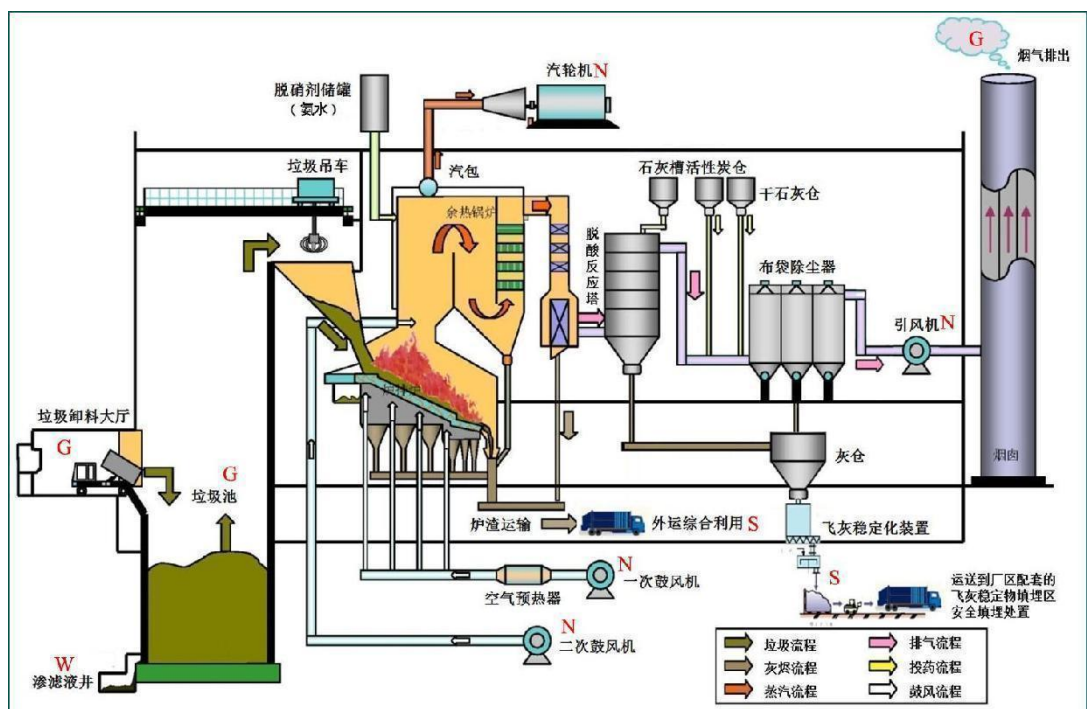 G
烟气排出
汽轮机N
脱硝剂储罐
（氨水）
垃圾吊车
汽包
石灰槽活性炭仓
干石灰仓
余热锅炉
脱酸反应塔
布袋除尘器
引风机N
垃圾卸料大厅
G
G
垃圾池
灰仓
烟囱
炉渣运输
外运综合利用 S
飞灰稳定化装置
N
一次鼓风机
空气预热器
S
运送到厂区配套的
飞灰稳定物填埋区
安全填埋处置
N
二次鼓风机
W
渗滤液井
垃圾流程
排气流程
灰烬流程
投药流程
蒸汽流程
鼓风流程